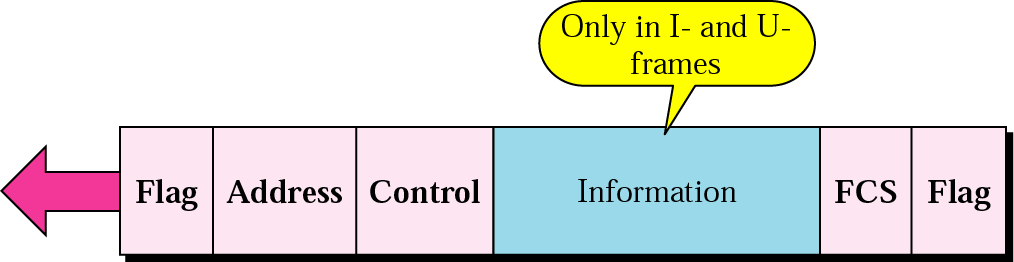 Only in I- and U-
frames
Flag Address Control Information FCS Flag